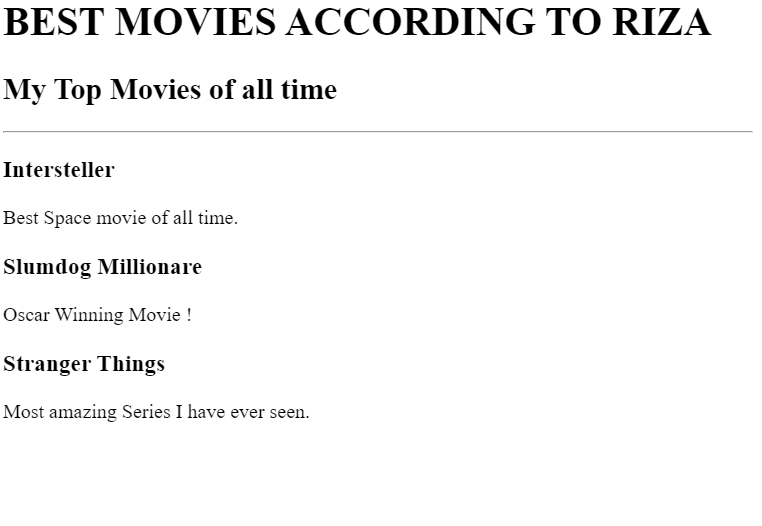 BEST MOVIES ACCORDING TO RIZA
My Top Movies of all time
Intersteller
Best Space movie of all time.
Slumdog Millionare
Oscar Winning Movie !
Stranger Things
Most amazing Series I have ever seen.